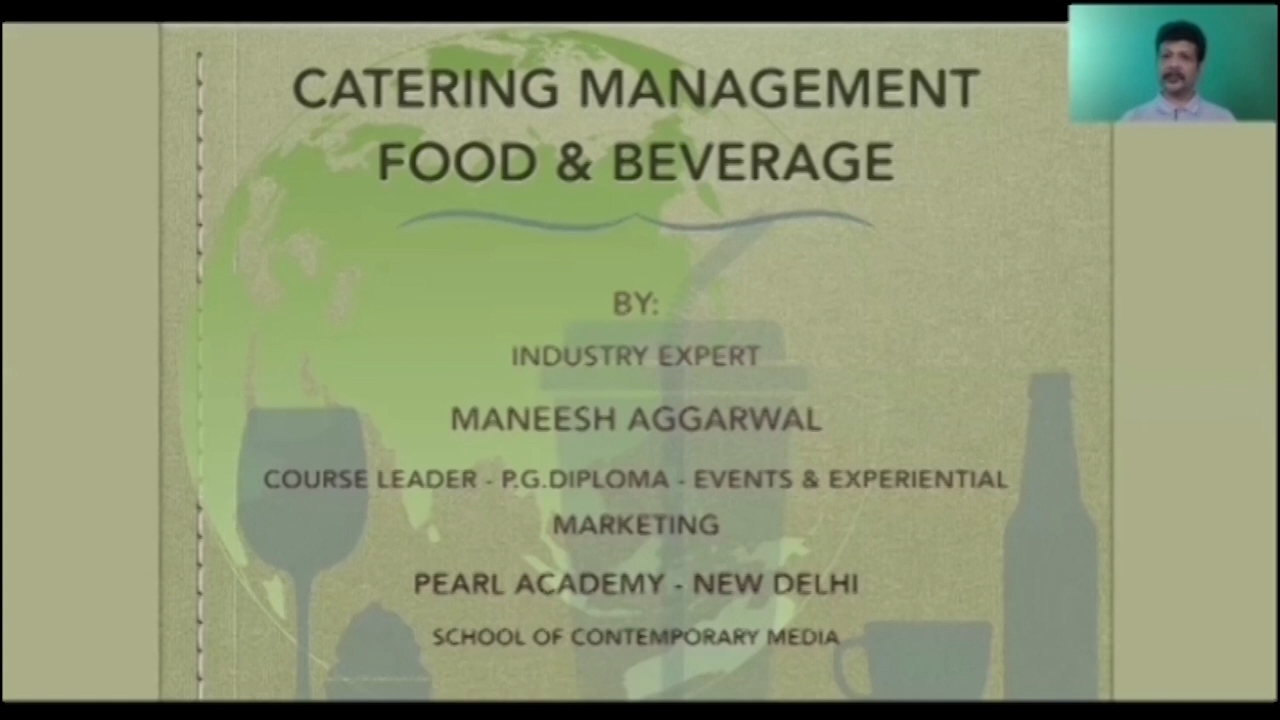 CATERING MANAGEMENT
FOOD & BEVERAGE
BY:
INDUSTRY EXPERT
MANEESH AGGARWAL
COURSE LEADER - P.G.DIPLOMA - EVENTS & EXPERIENTIAL
MARKETING
PEARL ACADEMY - NEW DELHI
SCHOOL OF CONTEMPORARY MEDIA